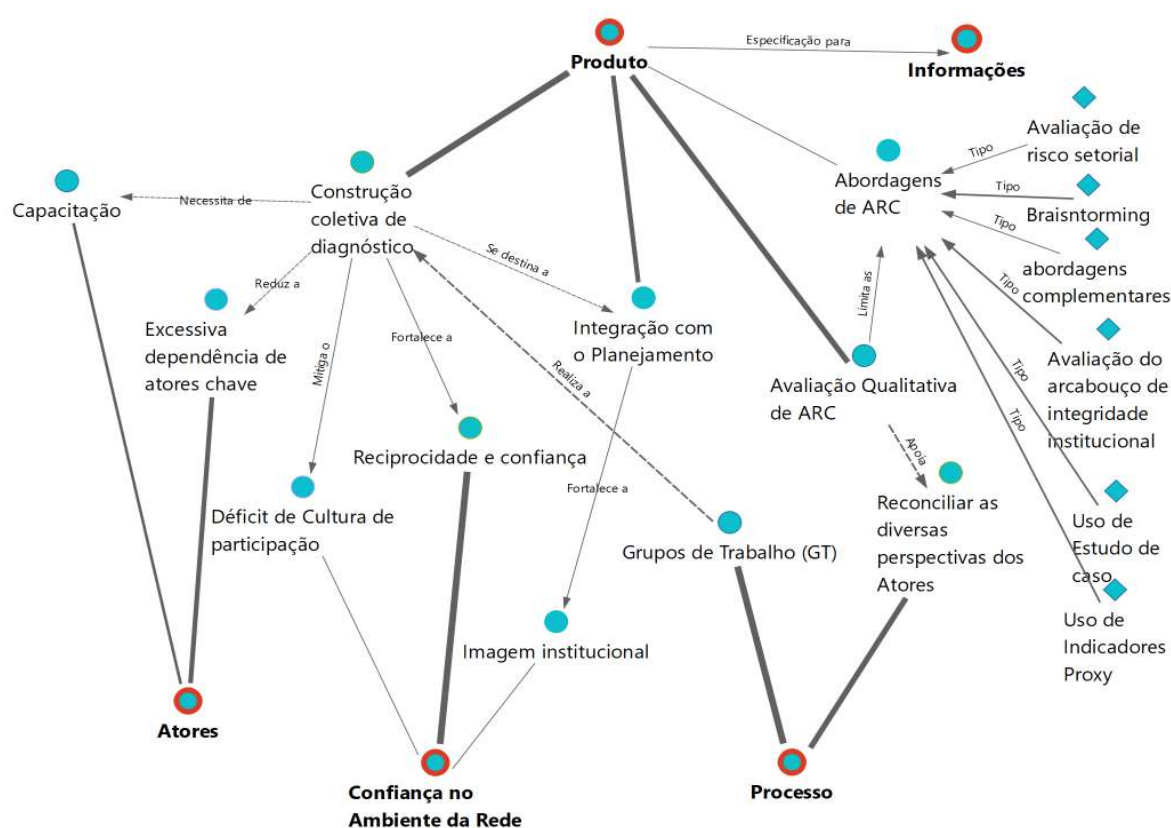 Produto
Especificação para
Informações
Avaliação de
risco setorial
Tipo
Abordagens
de ARC
Tipo
Braisntorming
Tipo
abordagens
complementares
Capacitação
Necessita de
Construção
coletiva de
diagnóstico
Se destina a
Reduz a
Excessiva
dependência de
atores chave
Mitiga o
Fortalece a
Integração com
o Planejamento
Realiza a
Limita as
Avaliação Qualitativa
de ARC
Tipo
Avaliação do
arcabouço de
integridade
institucional
Tipo
Tipo
Reciprocidade e confiança
Apoia
Déficit de Cultura de
participação
Fortalece a
Grupos de Trabalho (GT)
Reconciliar as
diversas
perspectivas dos
Atores
Uso de
Estudo de
caso
Uso de
Indicadores
Proxy
Imagem institucional
Atores
Confiança no
Ambiente da Rede
Processo